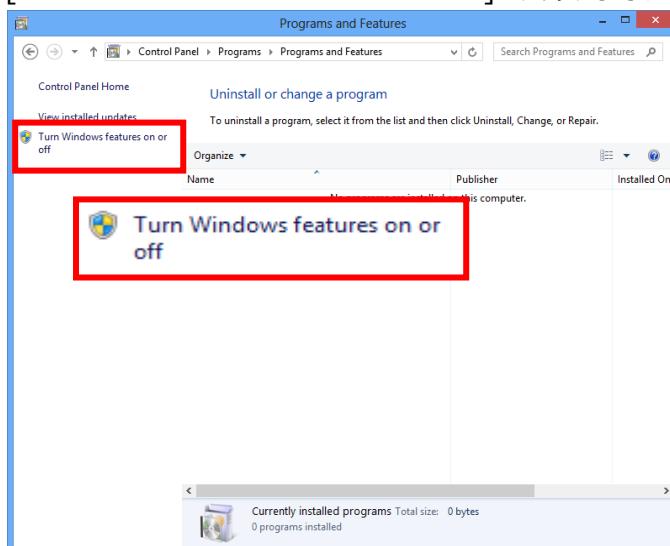 Programs and Features
Control Panel ▸ Programs ▸ Programs and Features
Search Programs and Features
Control Panel Home
Uninstall or change a program
View installed updates
To uninstall a program, select it from the list and then click Uninstall, Change, or Repair.
Turn Windows features on or
off
Organize
Name
Publisher
Installed On
this computer.
Turn Windows features on or
off
Currently installed programs Total size: 0 bytes
0 programs installed